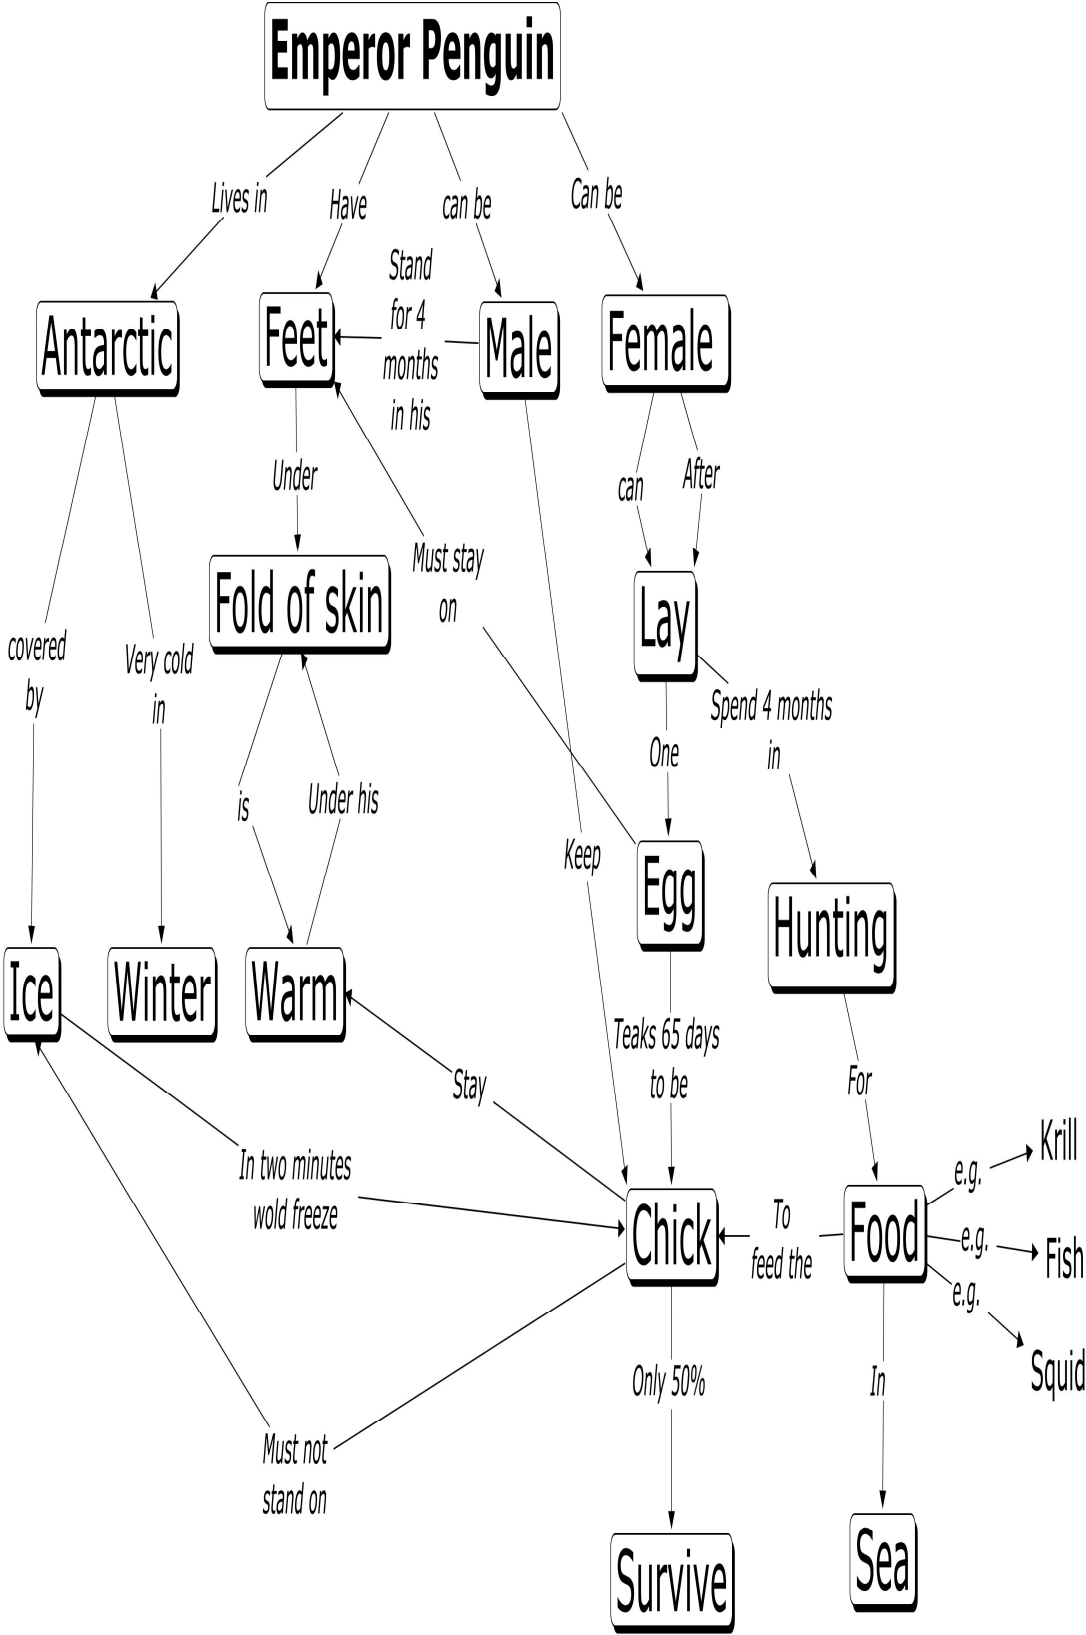 Emperor Penguin
Lives in
Have
can be
Can be
Stand
for 4
months
in his
Antarctic
Feet
Male
Female
Under
can
After
Must stay
on
Fold of skin
Lay
covered
by
Very cold
in
is
Under his
One
Spend 4 months
in
Keep
Egg
Hunting
Ice
Winter
Warm
Teaks 65 days
to be
Stay
For
In two minutes
wold freeze
Chick
To
feed the
Food
e.g.
Krill
e.g.
Fish
e.g.
Squid
Only 50%
In
Must not
stand on
Survive
Sea